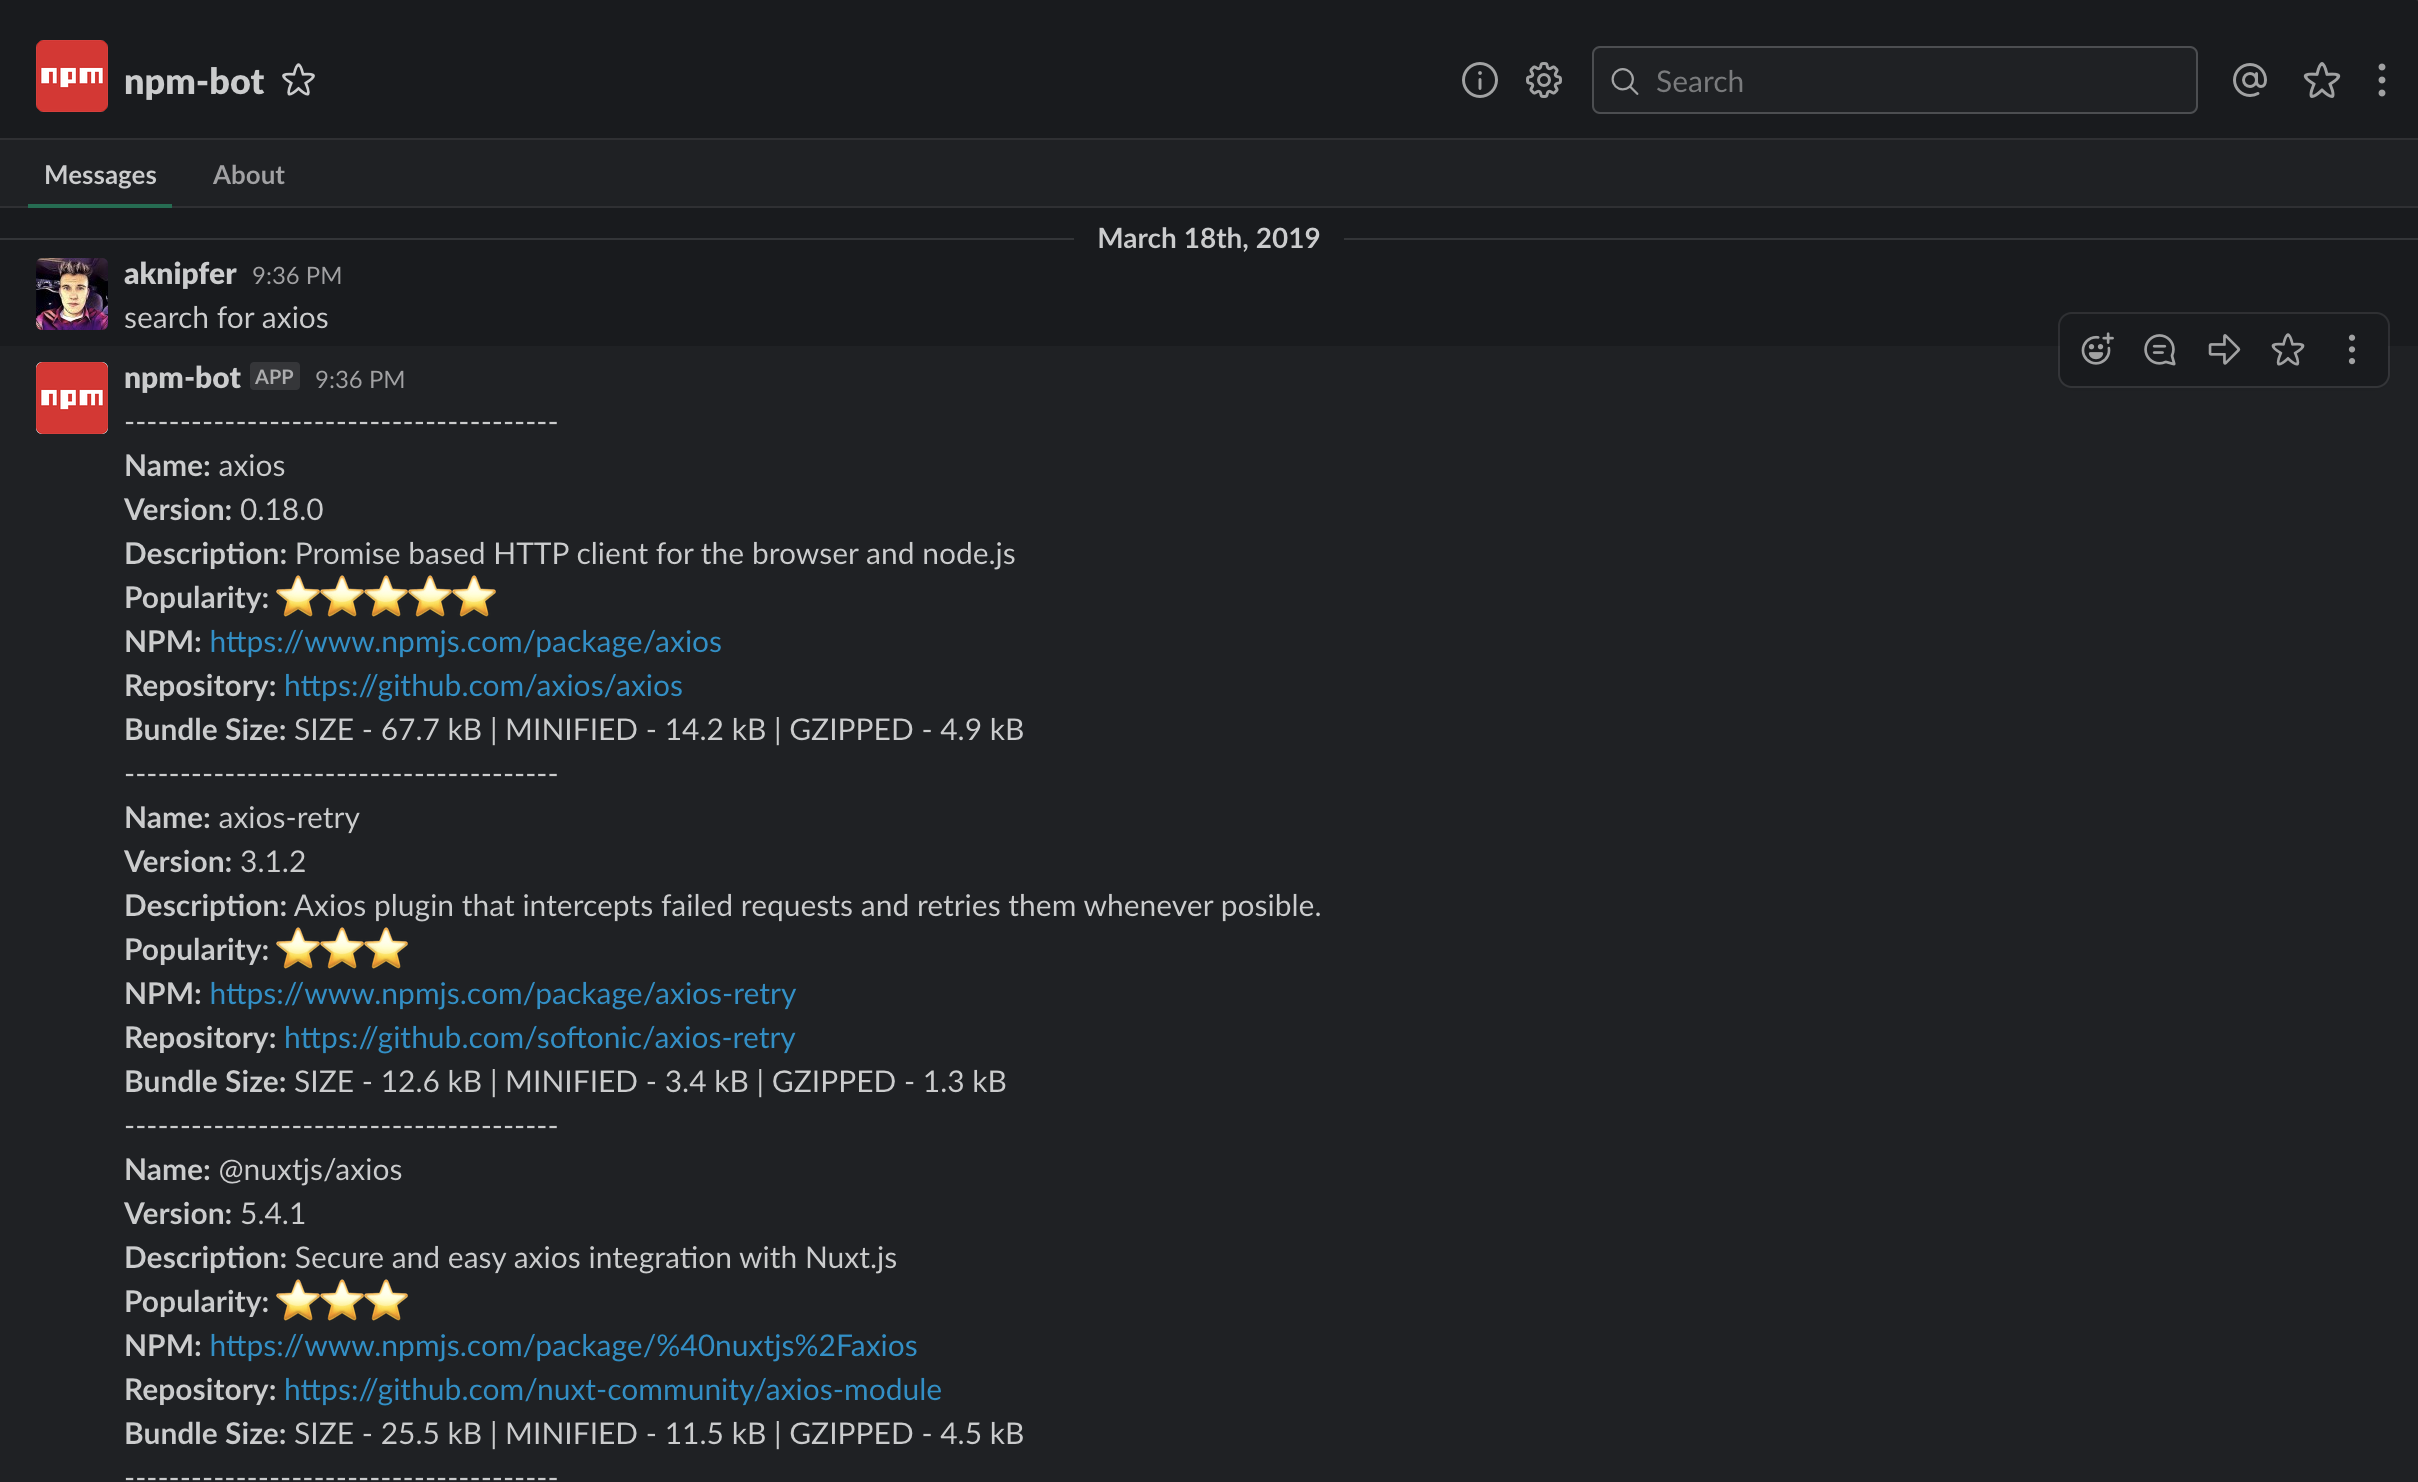 npm
npm-bot
Search
Messages
About
March 18th, 2019
aknipfer 9:36 PM
search for axios
npm
npm-bot APP 9:36 PM
---------------------------------------
Name: axios
Version: 0.18.0
Description: Promise based HTTP client for the browser and node.js
Popularity: ⭐⭐⭐⭐⭐
NPM: https://www.npmjs.com/package/axios
Repository: https://github.com/axios/axios
Bundle Size: SIZE - 67.7 kB | MINIFIED - 14.2 kB | GZIPPED - 4.9 kB
---------------------------------------
Name: axios-retry
Version: 3.1.2
Description: Axios plugin that intercepts failed requests and retries them whenever posible.
Popularity: ⭐⭐⭐
NPM: https://www.npmjs.com/package/axios-retry
Repository: https://github.com/softonic/axios-retry
Bundle Size: SIZE - 12.6 kB | MINIFIED - 3.4 kB | GZIPPED - 1.3 kB
---------------------------------------
Name: @nuxtjs/axios
Version: 5.4.1
Description: Secure and easy axios integration with Nuxt.js
Popularity: ⭐⭐⭐
NPM: https://www.npmjs.com/package/%40nuxtjs%2Faxios
Repository: https://github.com/nuxt-community/axios-module
Bundle Size: SIZE - 25.5 kB | MINIFIED - 11.5 kB | GZIPPED - 4.5 kB
---------------------------------------